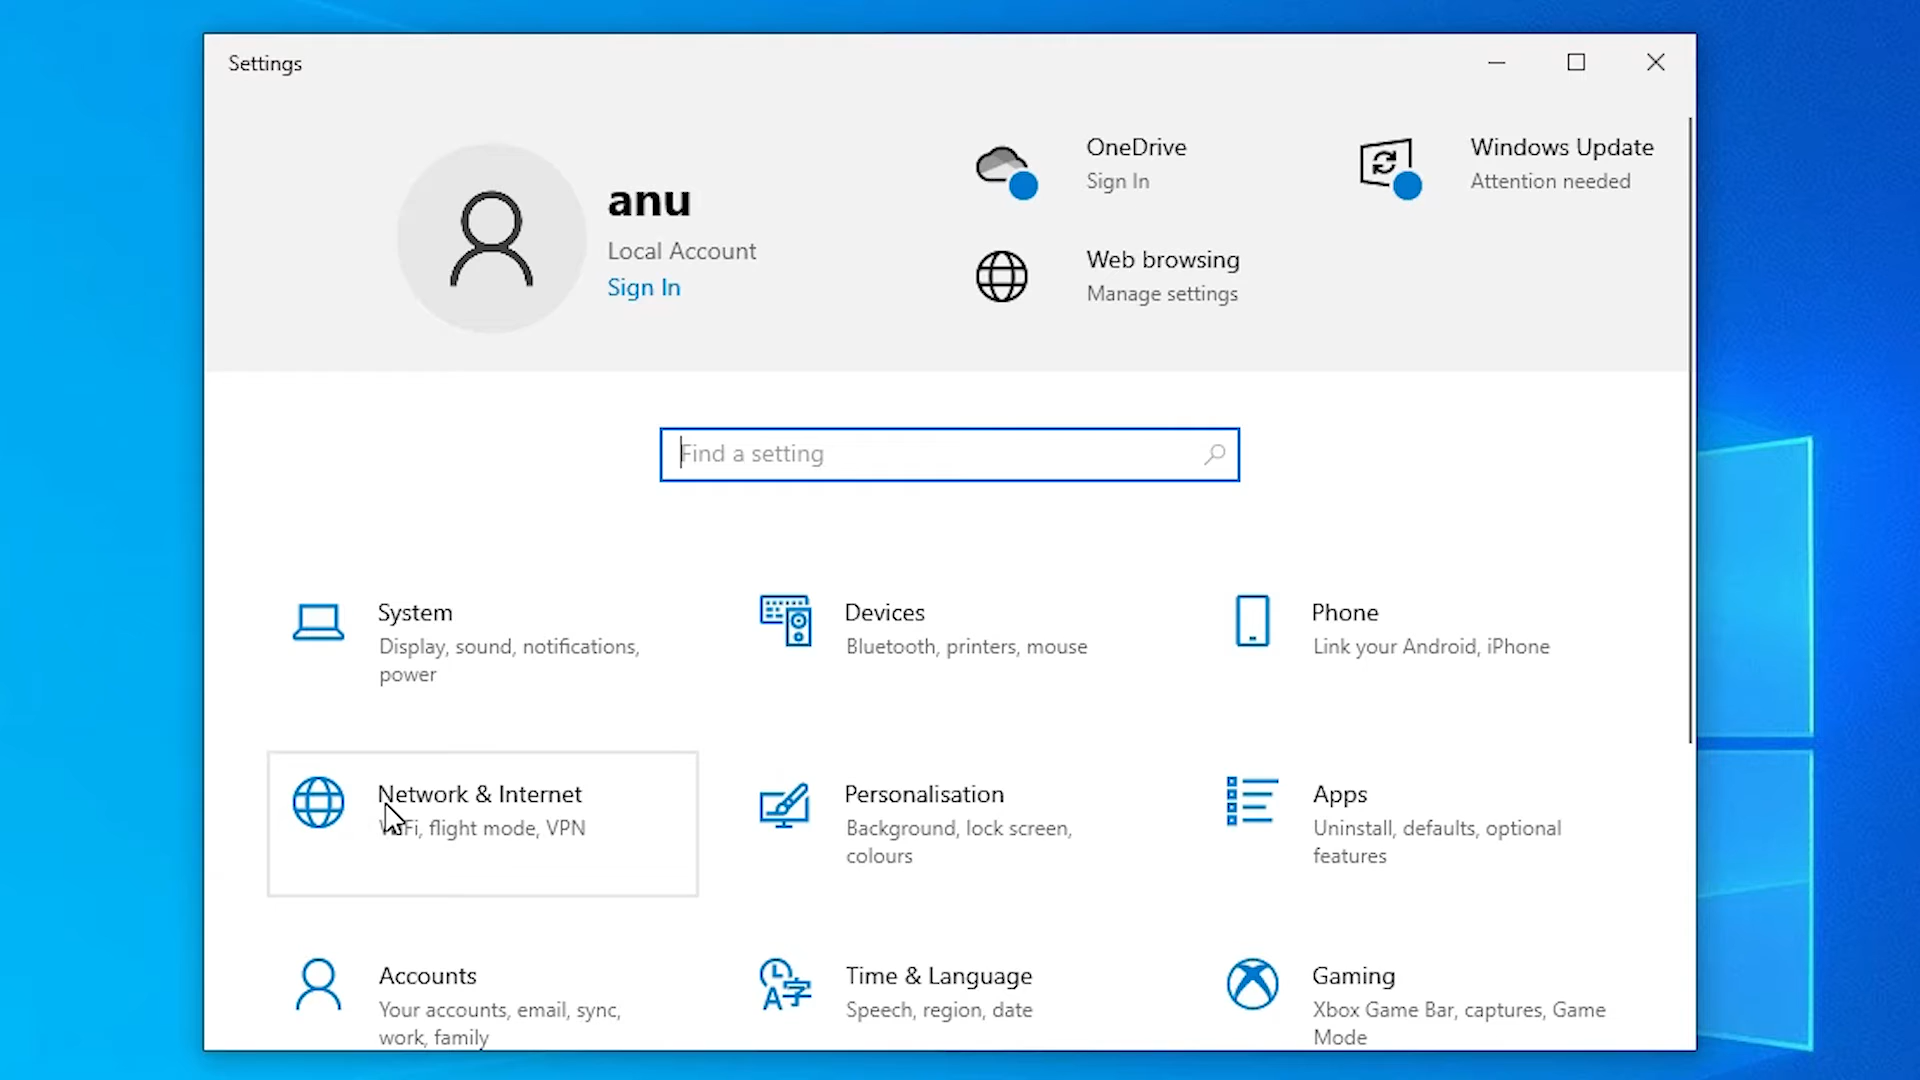 Settings
anu
Local Account
Sign In
OneDrive
Sign In
Windows Update
Attention needed
Web browsing
Manage settings
Find a setting
System
Display, sound, notifications,
power
Devices
Bluetooth, printers, mouse
Phone
Link your Android, iPhone
Network & Internet
flight mode, VPN
Personalisation
Background, lock screen,
colours
Apps
Uninstall, defaults, optional
features
Accounts
Your accounts, email, sync,
work, family
Time & Language
Speech, region, date
Gaming
Xbox Game Bar, captures, Game
Mode